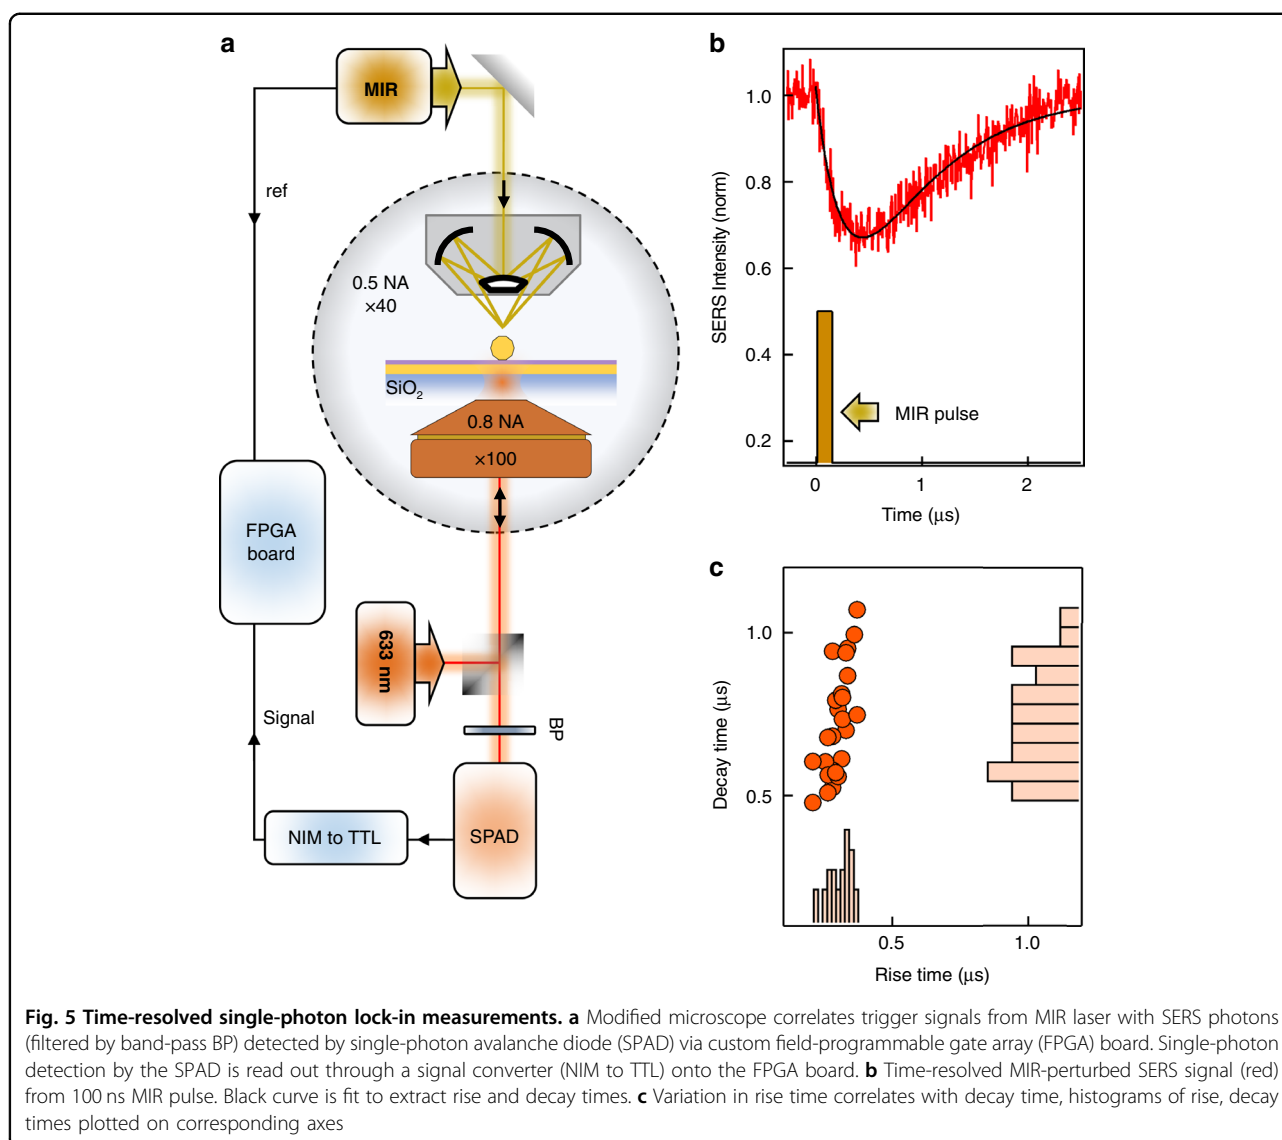 a
MIR
ref
0.5 NA
×40
SiO2
0.8 NA
×100
FPGA
board
633 nm
Signal
BP
NIM to TTL
SPAD
b
1.0
0.8
0.6
0.4
0.2
SERS Intensity (norm)
MIR pulse
0
1
2
Time (μs)
c
1.0
0.5
Decay time (μs)
0.5
1.0
Rise time (μs)
Fig. 5 Time-resolved single-photon lock-in measurements. a Modified microscope correlates trigger signals from MIR laser with SERS photons
(filtered by band-pass BP) detected by single-photon avalanche diode (SPAD) via custom field-programmable gate array (FPGA) board. Single-photon
detection by the SPAD is read out through a signal converter (NIM to TTL) onto the FPGA board. b Time-resolved MIR-perturbed SERS signal (red)
from 100 ns MIR pulse. Black curve is fit to extract rise and decay times. c Variation in rise time correlates with decay time, histograms of rise, decay
times plotted on corresponding axes